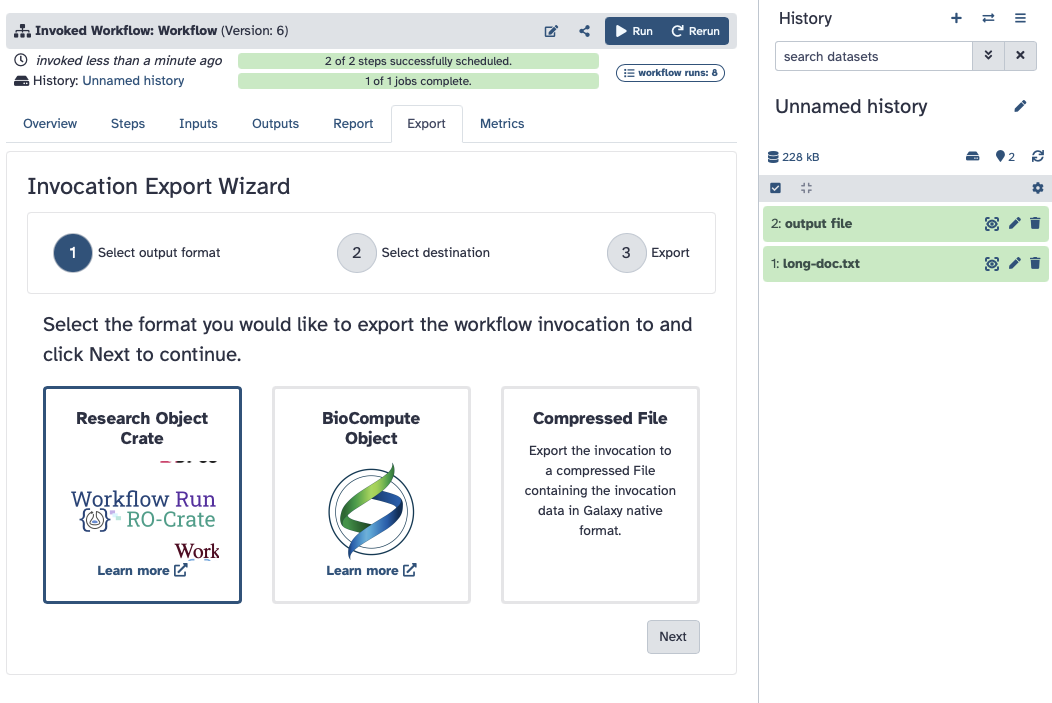 Invoked Workflow: Workflow (Version: 6)
Run
Rerun
invoked less than a minute ago
2 of 2 steps successfully scheduled.
History: Unnamed history
1 of 1 jobs complete.
workflow runs: 8
Overview
Steps
Inputs
Outputs
Report
Export
Metrics
Invocation Export Wizard
1 Select output format
2 Select destination
3 Export
Select the format you would like to export the workflow invocation to and
click Next to continue.
Research Object
Crate
Workflow Run
RO-Crate
Work
Learn more
BioCompute
Object
Learn more
Compressed File
Export the invocation to
a compressed File
containing the invocation
data in Galaxy native
format.
Next
History
search datasets
Unnamed history
228 kB
2
2: output file
1: long-doc.txt